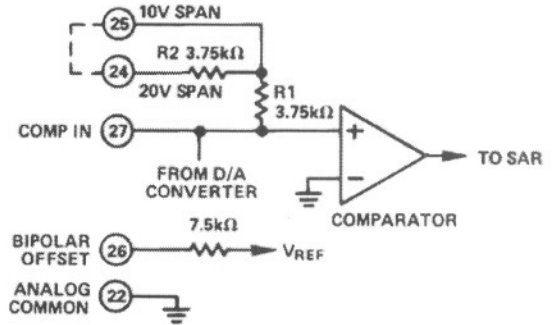 25 10V SPAN
R2 3.75kΩ
24
20V SPAN
R1
3.75kΩ
COMP IN 27
+
−
TO SAR
FROM D/A
CONVERTER
COMPARATOR
7.5kΩ
BIPOLAR
OFFSET 26
VREF
ANALOG
COMMON 22